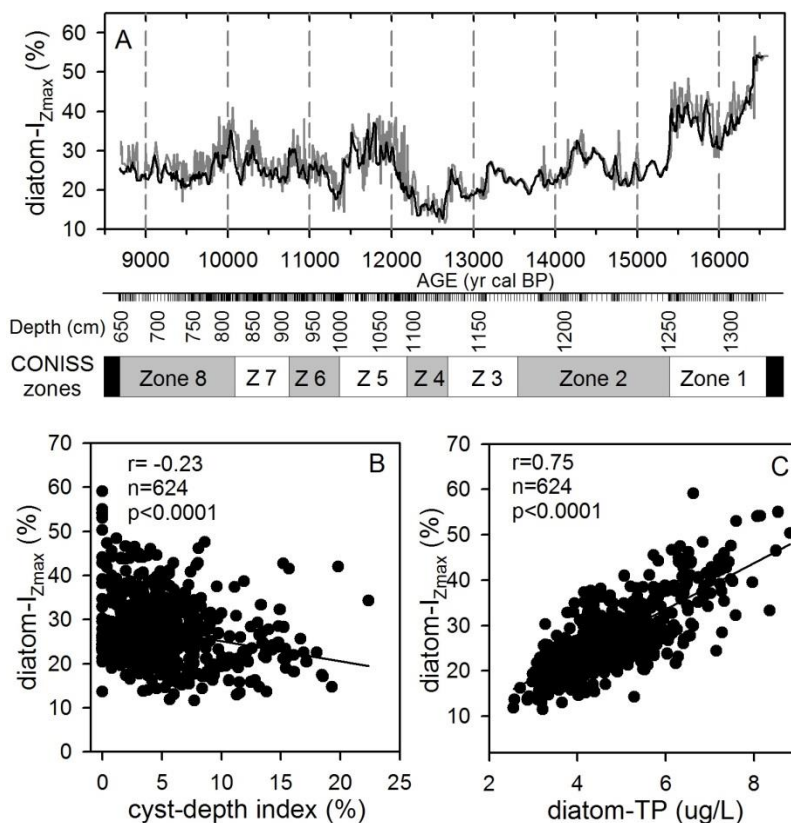 A
diatom-I_Zmax (%)
60
50
40
30
20
10
9000 10000 11000 12000 13000 14000 15000 16000
AGE (yr cal BP)
Depth (cm) 650 700 750 800 850 900 950 1000 1050 1100 1150 1200 1250 1300
CONISS zones
Zone 8 Z 7 Z 6 Z 5 Z 4 Z 3 Zone 2 Zone 1
B
r= -0.23
n=624
p<0.0001
diatom-I_Zmax (%)
70
60
50
40
30
20
10
0
0 5 10 15 20 25
cyst-depth index (%)
C
r=0.75
n=624
p<0.0001
diatom-I_Zmax (%)
70
60
50
40
30
20
10
2 4 6 8
diatom-TP (ug/L)